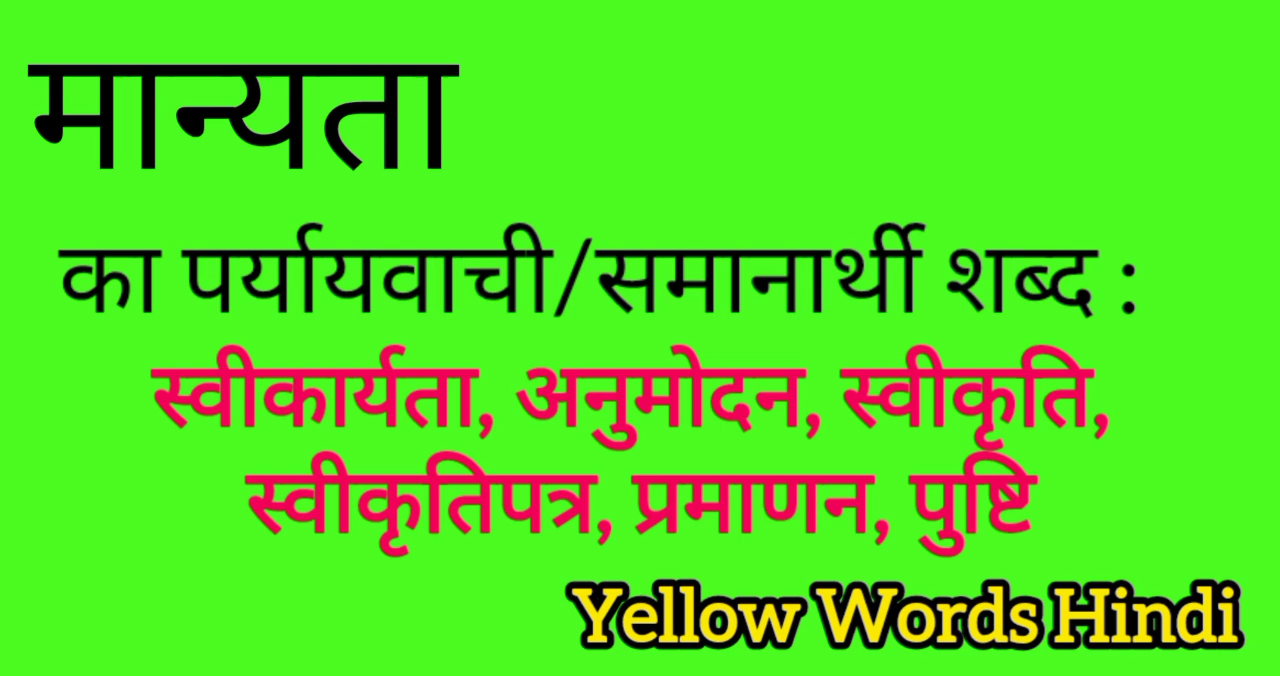 मान्यता
का पर्यायवाची/समानार्थी शब्द :
स्वीकार्यता, अनुमोदन, स्वीकृति,
स्वीकृतिपत्र, प्रमाणन, पुष्टि
Yellow Words Hindi